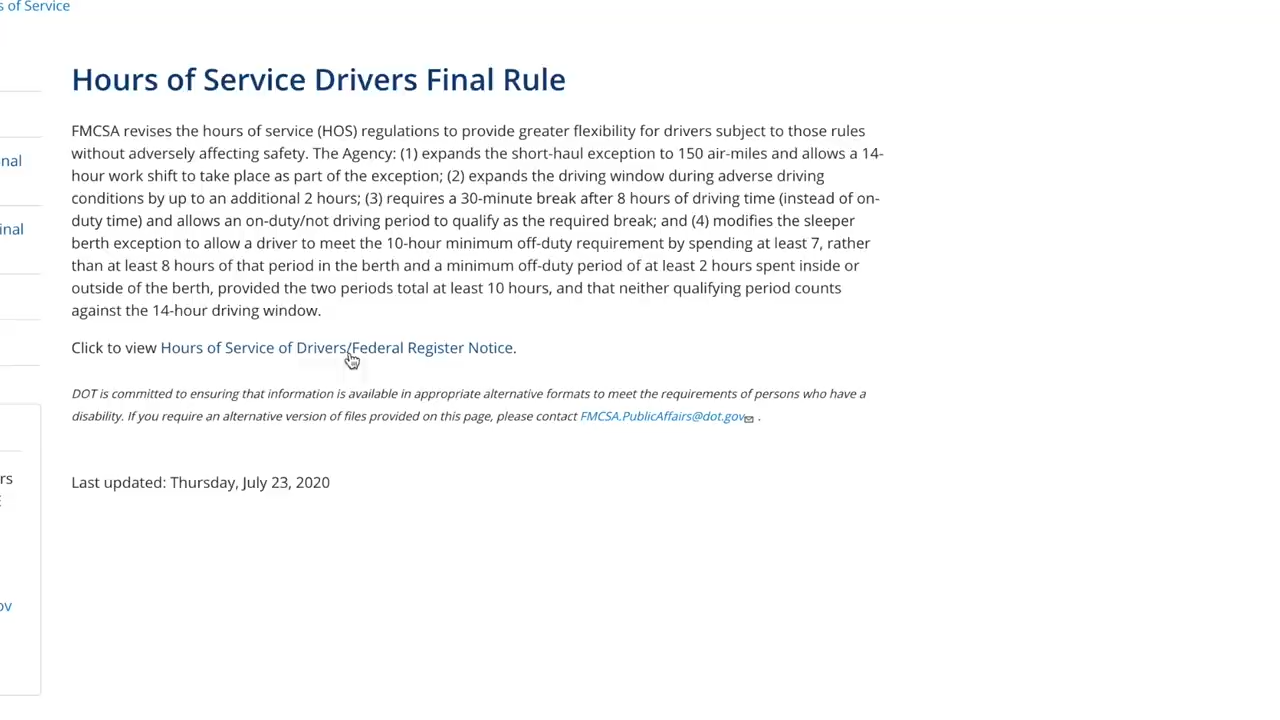 s of Service
Hours of Service Drivers Final Rule
FMCSA revises the hours of service (HOS) regulations to provide greater flexibility for drivers subject to those rules
without adversely affecting safety. The Agency: (1) expands the short-haul exception to 150 air-miles and allows a 14-
hour work shift to take place as part of the exception; (2) expands the driving window during adverse driving
conditions by up to an additional 2 hours; (3) requires a 30-minute break after 8 hours of driving time (instead of on-
duty time) and allows an on-duty/not driving period to qualify as the required break; and (4) modifies the sleeper
berth exception to allow a driver to meet the 10-hour minimum off-duty requirement by spending at least 7, rather
than at least 8 hours of that period in the berth and a minimum off-duty period of at least 2 hours spent inside or
outside of the berth, provided the two periods total at least 10 hours, and that neither qualifying period counts
against the 14-hour driving window.
Click to view Hours of Service of Drivers/Federal Register Notice.
DOT is committed to ensuring that information is available in appropriate alternative formats to meet the requirements of persons who have a
disability. If you require an alternative version of files provided on this page, please contact FMCSA.PublicAffairs@dot.gov .
Last updated: Thursday, July 23, 2020
nal
inal
rs
ov